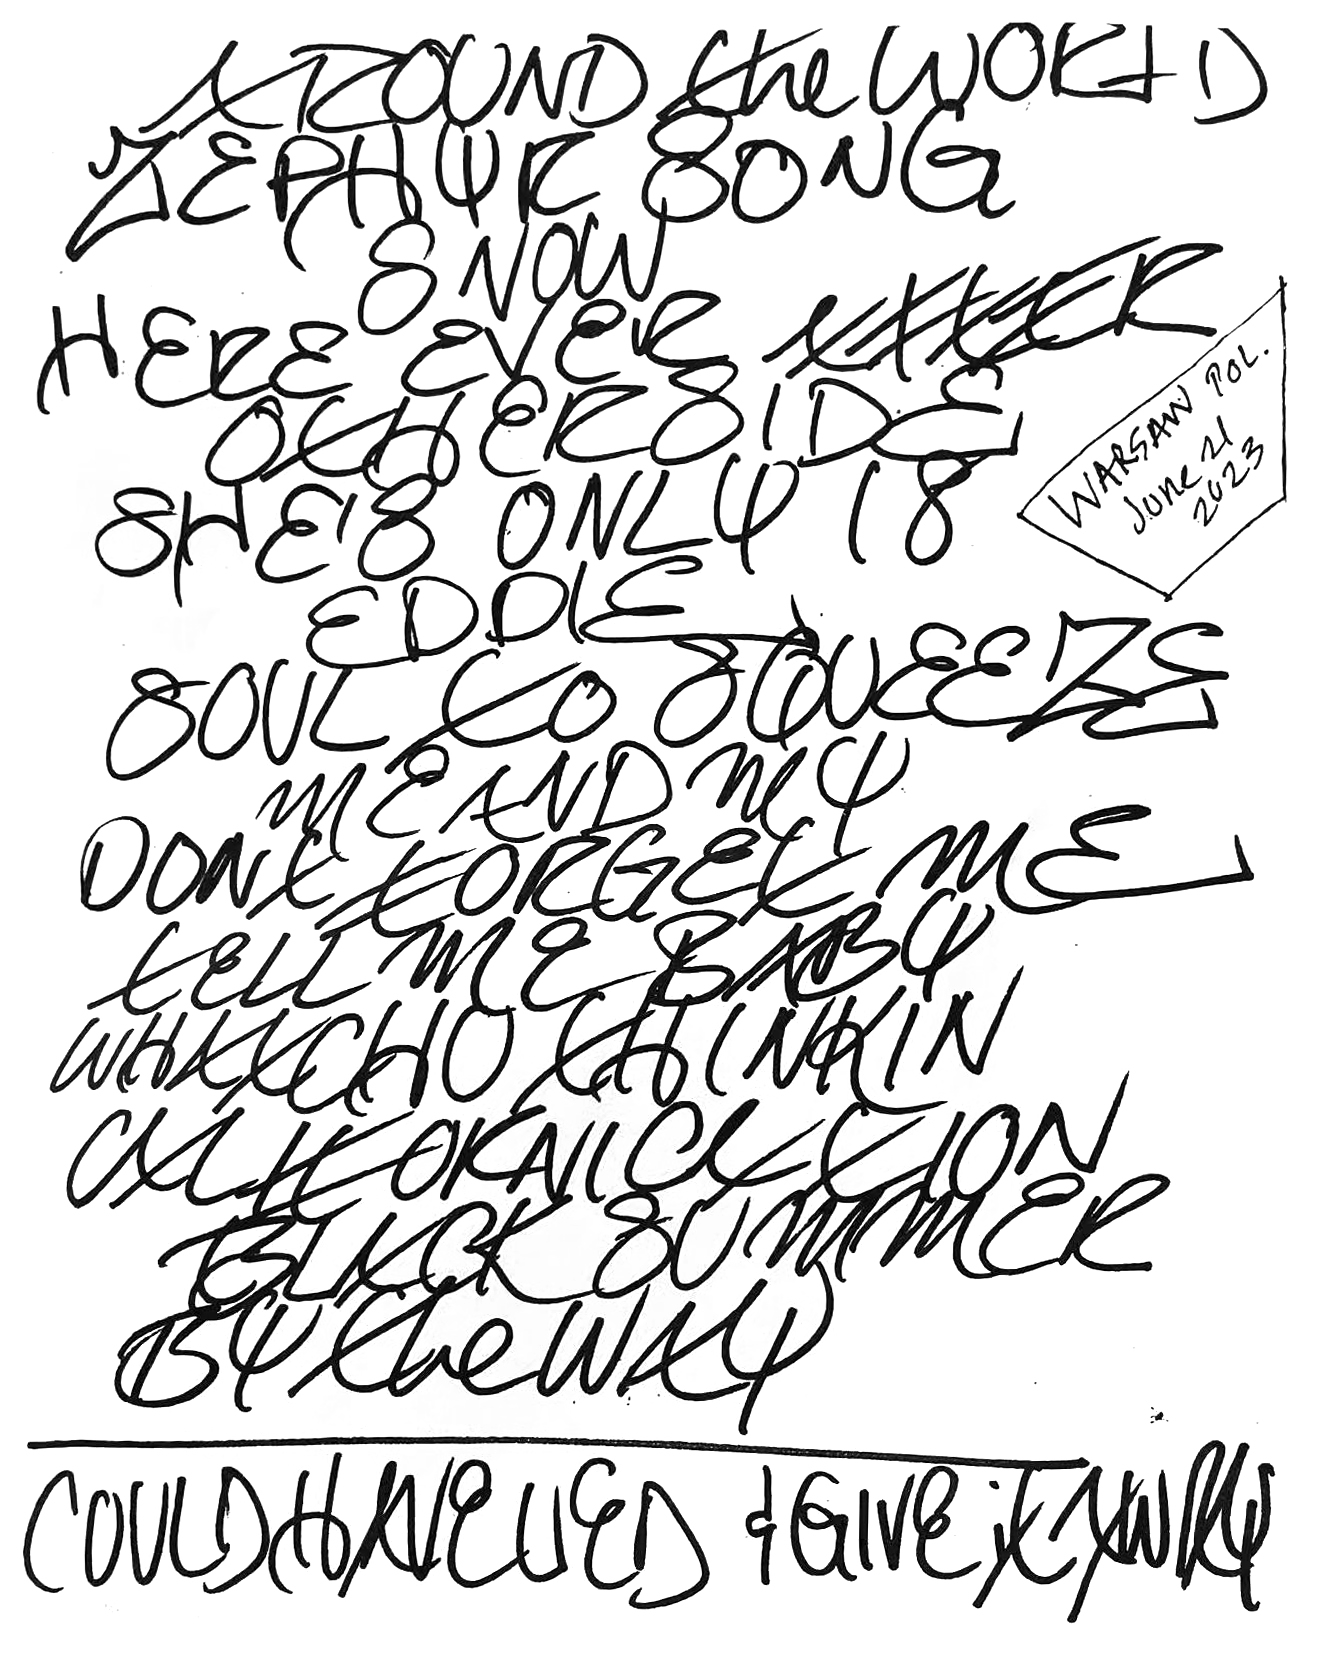 AROUND the WORLD
ZEPHYR SONG
SNOW
HERE EVER AFTER
OTHERSIDE
SHE'S ONLY 18
EDDIE
SOUL TO SQUEEZE
ME AND MY
DONT FORGET ME
tELL ME BABY
WHATCHO THINKIN
CALIFORNICATION
BLACK SUMMER
BY the WAY
COULD HAVE LIED & GIVE it AWAY
WARSAW POL.
June 21
2023